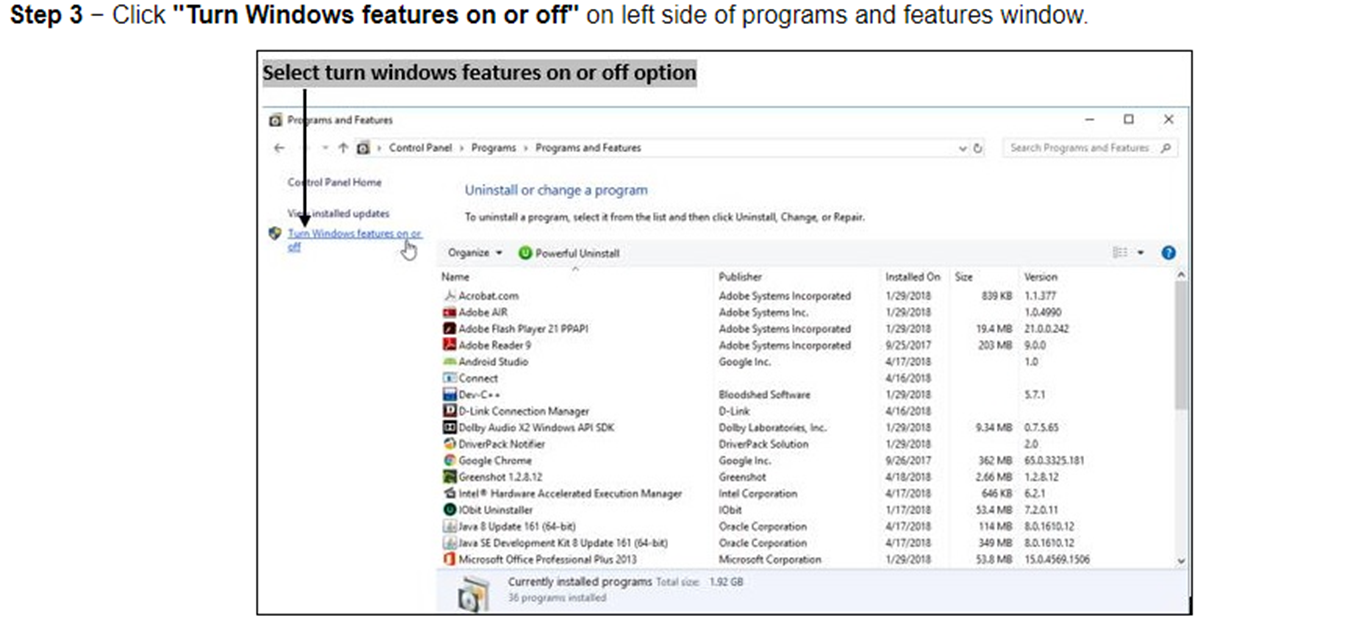 Step 3 – Click "Turn Windows features on or off" on left side of programs and features window.
Select turn windows features on or off option
Programs and Features
Control Panel > Programs > Programs and Features
Search Programs and Features
Control Panel Home
View installed updates
Turn Windows features on or
off
Uninstall or change a program
To uninstall a program, select it from the list and then click Uninstall, Change, or Repair.
Organize Powerful Uninstall
Name Publisher Installed On Size Version
Acrobat.com Adobe Systems Incorporated 1/29/2018 839 KB 1.1.377
Adobe AIR Adobe Systems Inc. 1/29/2018 1.0.4990
Adobe Flash Player 21 PPAPI Adobe Systems Incorporated 1/29/2018 19.4 MB 21.0.0.242
Adobe Reader 9 Adobe Systems Incorporated 9/25/2017 203 MB 9.0.0
Android Studio Google Inc. 4/17/2018 1.0
Connect 4/16/2018
Dev-C++ Bloodshed Software 1/29/2018 5.7.1
D-Link Connection Manager D-Link 4/16/2018
Dolby Audio X2 Windows API SDK Dolby Laboratories, Inc. 1/29/2018 9.34 MB 0.7.5.65
DriverPack Notifier DriverPack Solution 1/29/2018 2.0
Google Chrome Google Inc. 9/26/2017 362 MB 65.0.3325.181
Greenshot 1.2.8.12 Greenshot 4/18/2018 2.66 MB 1.2.8.12
Intel® Hardware Accelerated Execution Manager Intel Corporation 4/17/2018 646 KB 6.2.1
IObit Uninstaller IObit 1/17/2018 53.4 MB 7.2.0.11
Java 8 Update 161 (64-bit) Oracle Corporation 4/17/2018 114 MB 8.0.1610.12
Java SE Development Kit 8 Update 161 (64-bit) Oracle Corporation 4/17/2018 349 MB 8.0.1610.12
Microsoft Office Professional Plus 2013 Microsoft Corporation 1/29/2018 53.8 MB 15.0.4569.1506
Currently installed programs Total size: 1.92 GB
36 programs installed